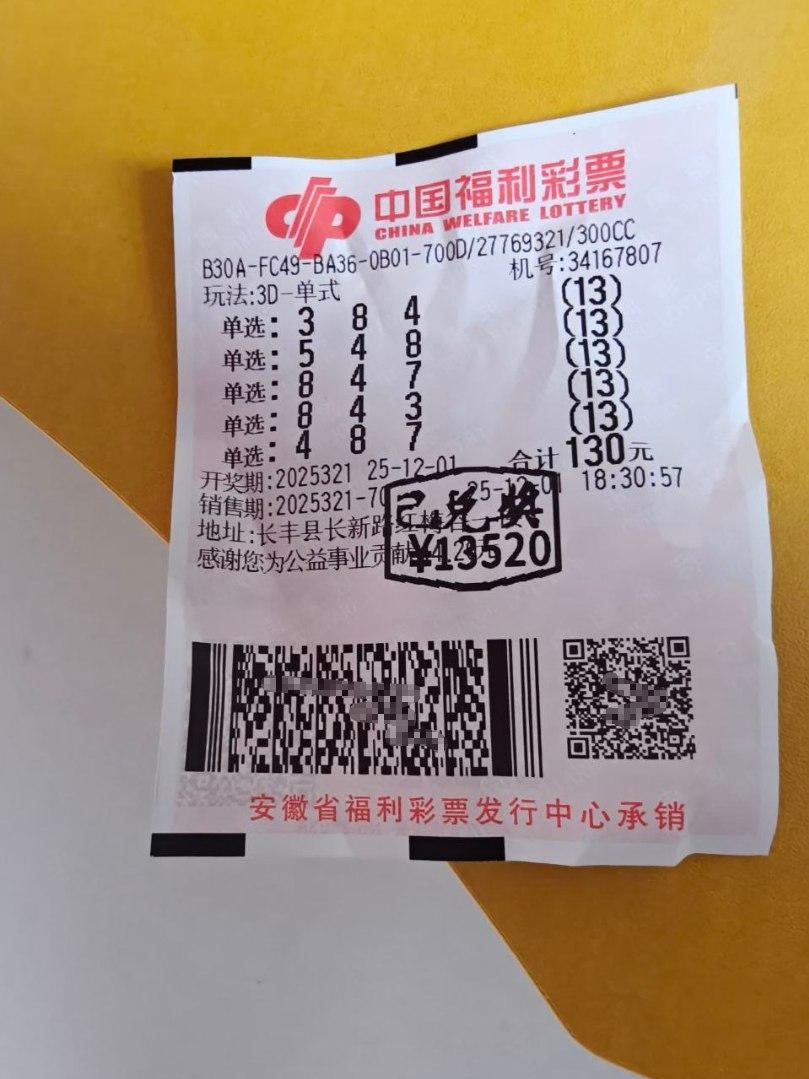 中国福利彩票
CHINA WELFARE LOTTERY
B30A-FC49-BA36-0B01-700D/27769321/300CC
机号:34167807
玩法:3D-单式
单选: 3 8 4 (13)
单选: 5 4 8 (13)
单选: 8 4 7 (13)
单选: 8 4 3 (13)
单选: 4 8 7 (13)
合计 130元
开奖期:2025321 25-12-01
销售期:2025321-70 25-12-01 18:30:57
地址:长丰县长新路红梅
感谢您为公益事业贡献
已兑奖
¥13520
安徽省福利彩票发行中心承销